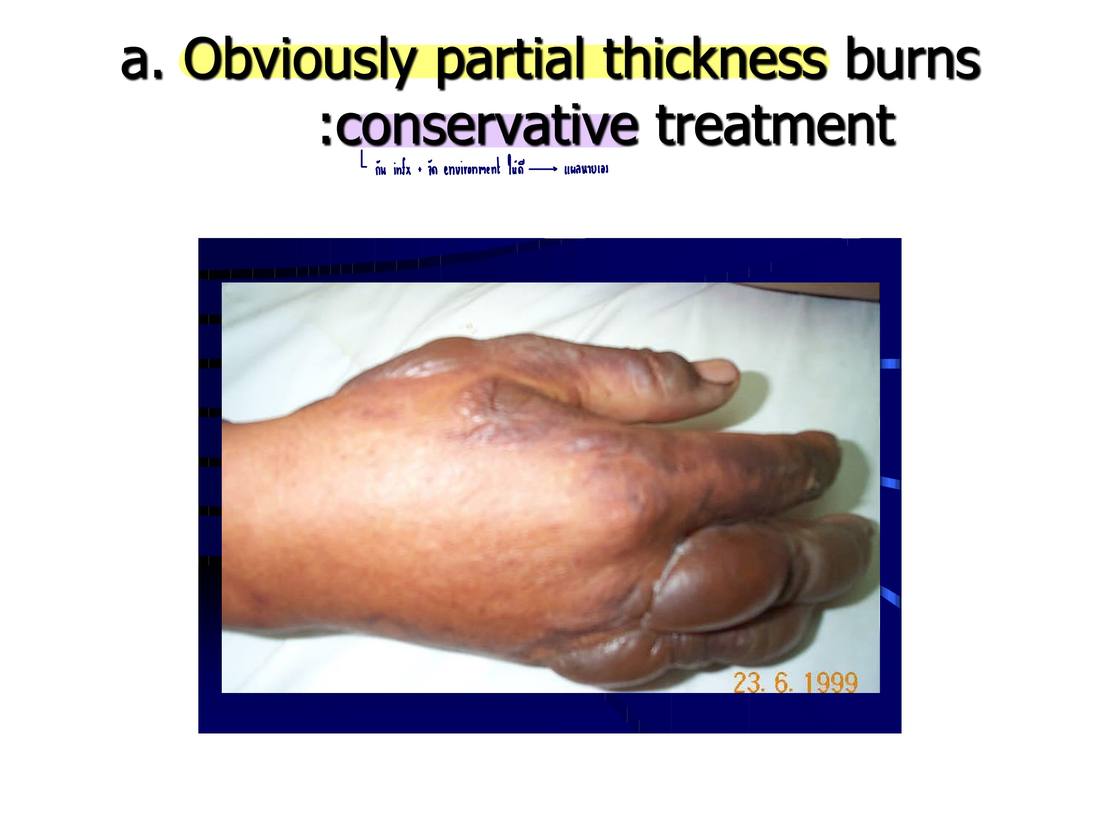 a. Obviously partial thickness burns
:conservative treatment
กัน infx + จัด environment ให้ดี → แผลหายเอง
23. 6. 1999